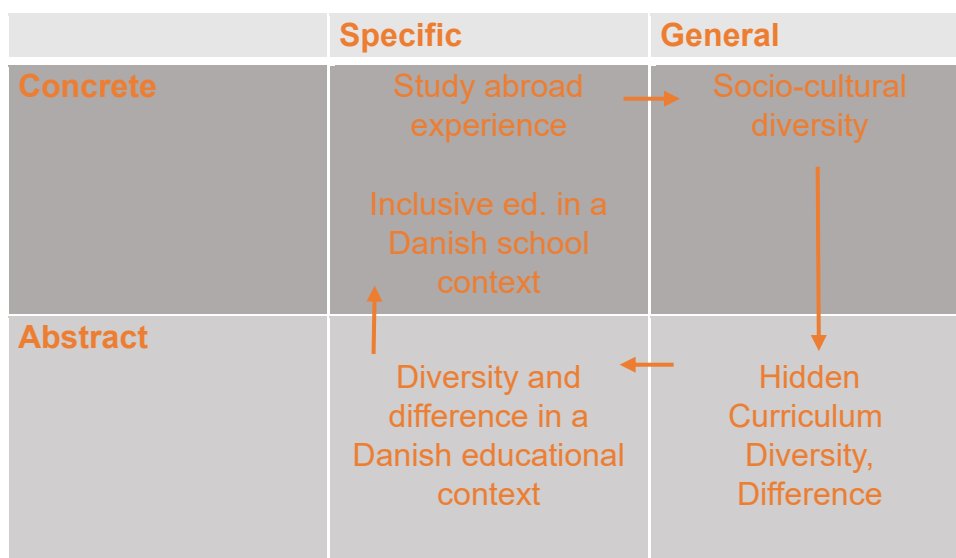 Specific
General
Concrete
Study abroad
experience
Socio-cultural
diversity
Inclusive ed. in a
Danish school
context
Abstract
Diversity and
difference in a
Danish educational
context
Hidden
Curriculum
Diversity,
Difference